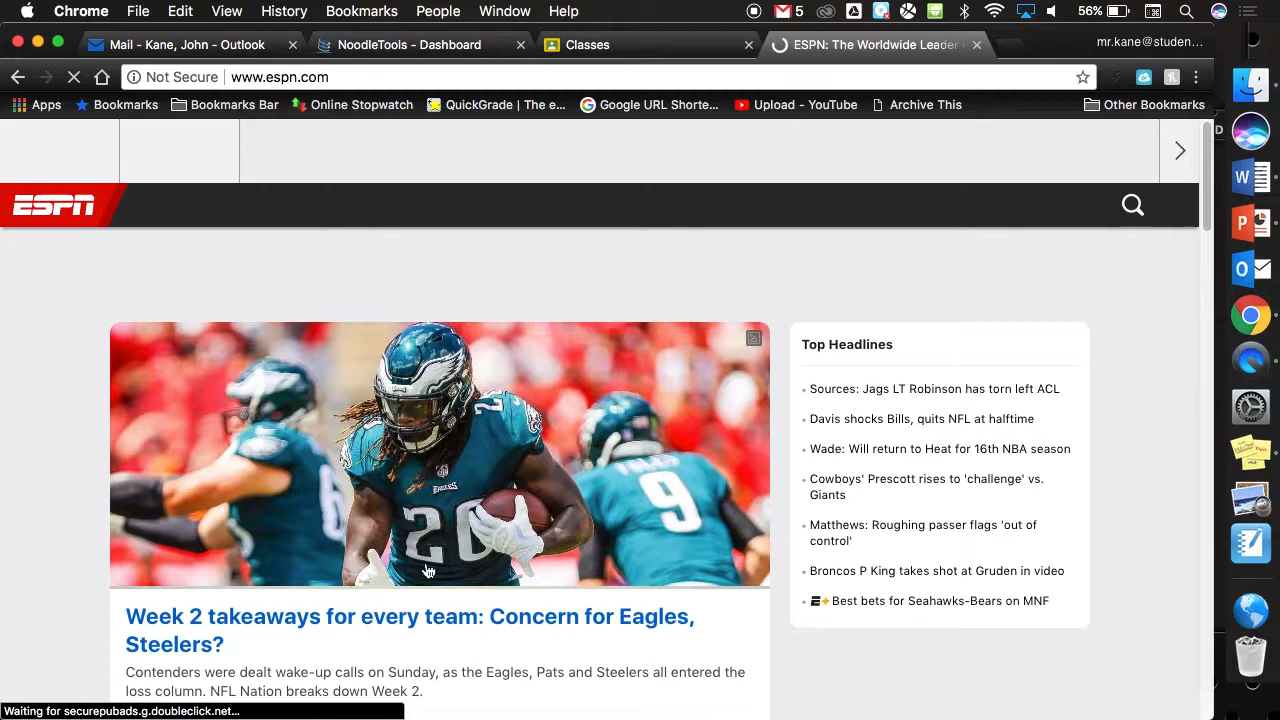 Chrome File Edit View History Bookmarks People Window Help 5 56%
Mail - Kane, John - Outlook NoodleTools - Dashboard Classes ESPN: The Worldwide Leader mr.kane@studen...
Not Secure www.espn.com
Apps Bookmarks Bookmarks Bar Online Stopwatch QuickGrade | The e... Google URL Shorte... Upload - YouTube Archive This Other Bookmarks
ESPN
Top Headlines
Sources: Jags LT Robinson has torn left ACL
Davis shocks Bills, quits NFL at halftime
Wade: Will return to Heat for 16th NBA season
Cowboys' Prescott rises to 'challenge' vs.
Giants
Matthews: Roughing passer flags 'out of
control'
Broncos P King takes shot at Gruden in video
E+ Best bets for Seahawks-Bears on MNF
EAGLES
20
9
Week 2 takeaways for every team: Concern for Eagles,
Steelers?
Contenders were dealt wake-up calls on Sunday, as the Eagles, Pats and Steelers all entered the
loss column. NFL Nation breaks down Week 2.
Waiting for securepubads.g.doubleclick.net...